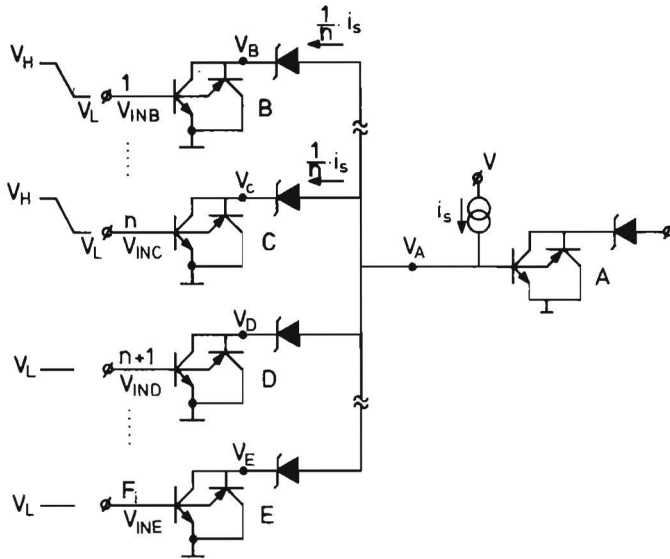 V_B
1/n · i_s
V_H
1
V_L
V_INB
B
V_C
1/n · i_s
V_H
n
V_L
V_INC
C
V
i_s
V_A
A
V_D
V_L
n+1
V_IND
D
V_E
V_L
F_i
V_INE
E